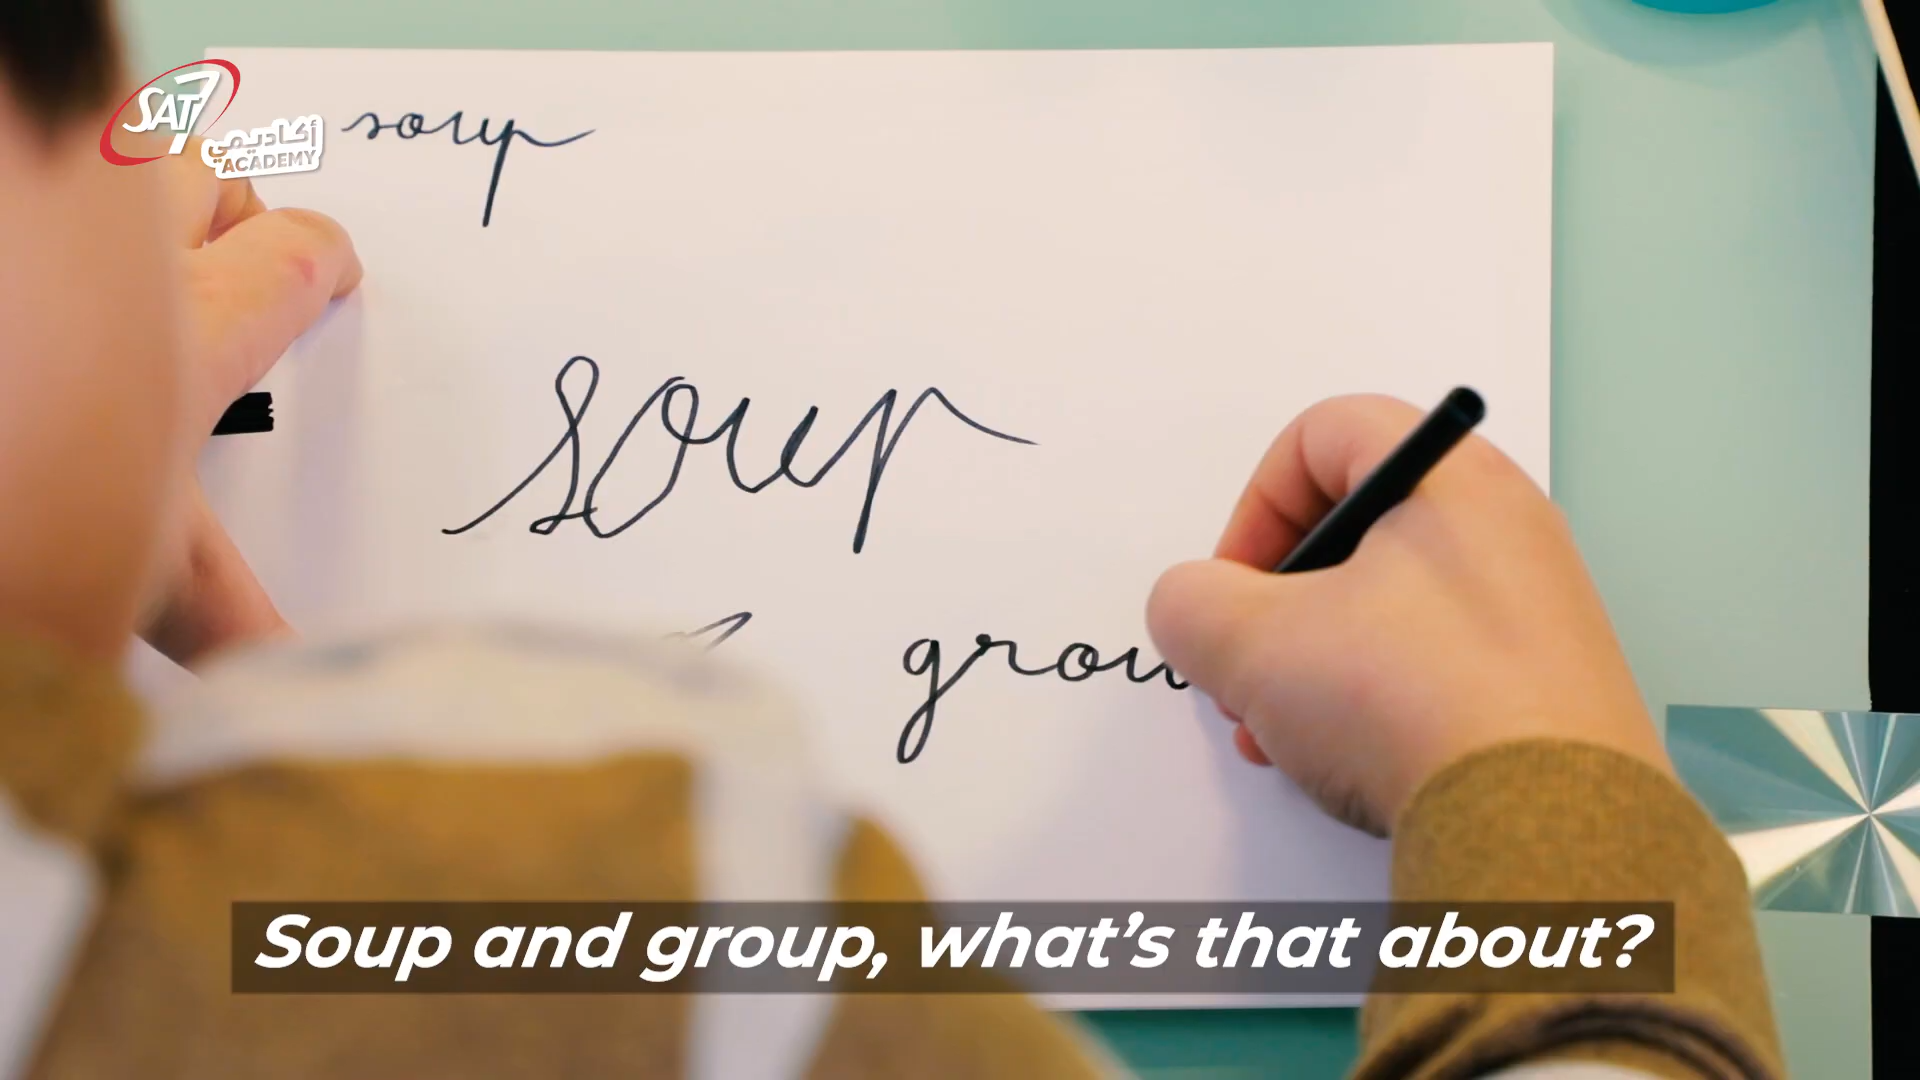 SAT7
أكاديمي
ACADEMY
soup
soup
grou
Soup and group, what's that about?